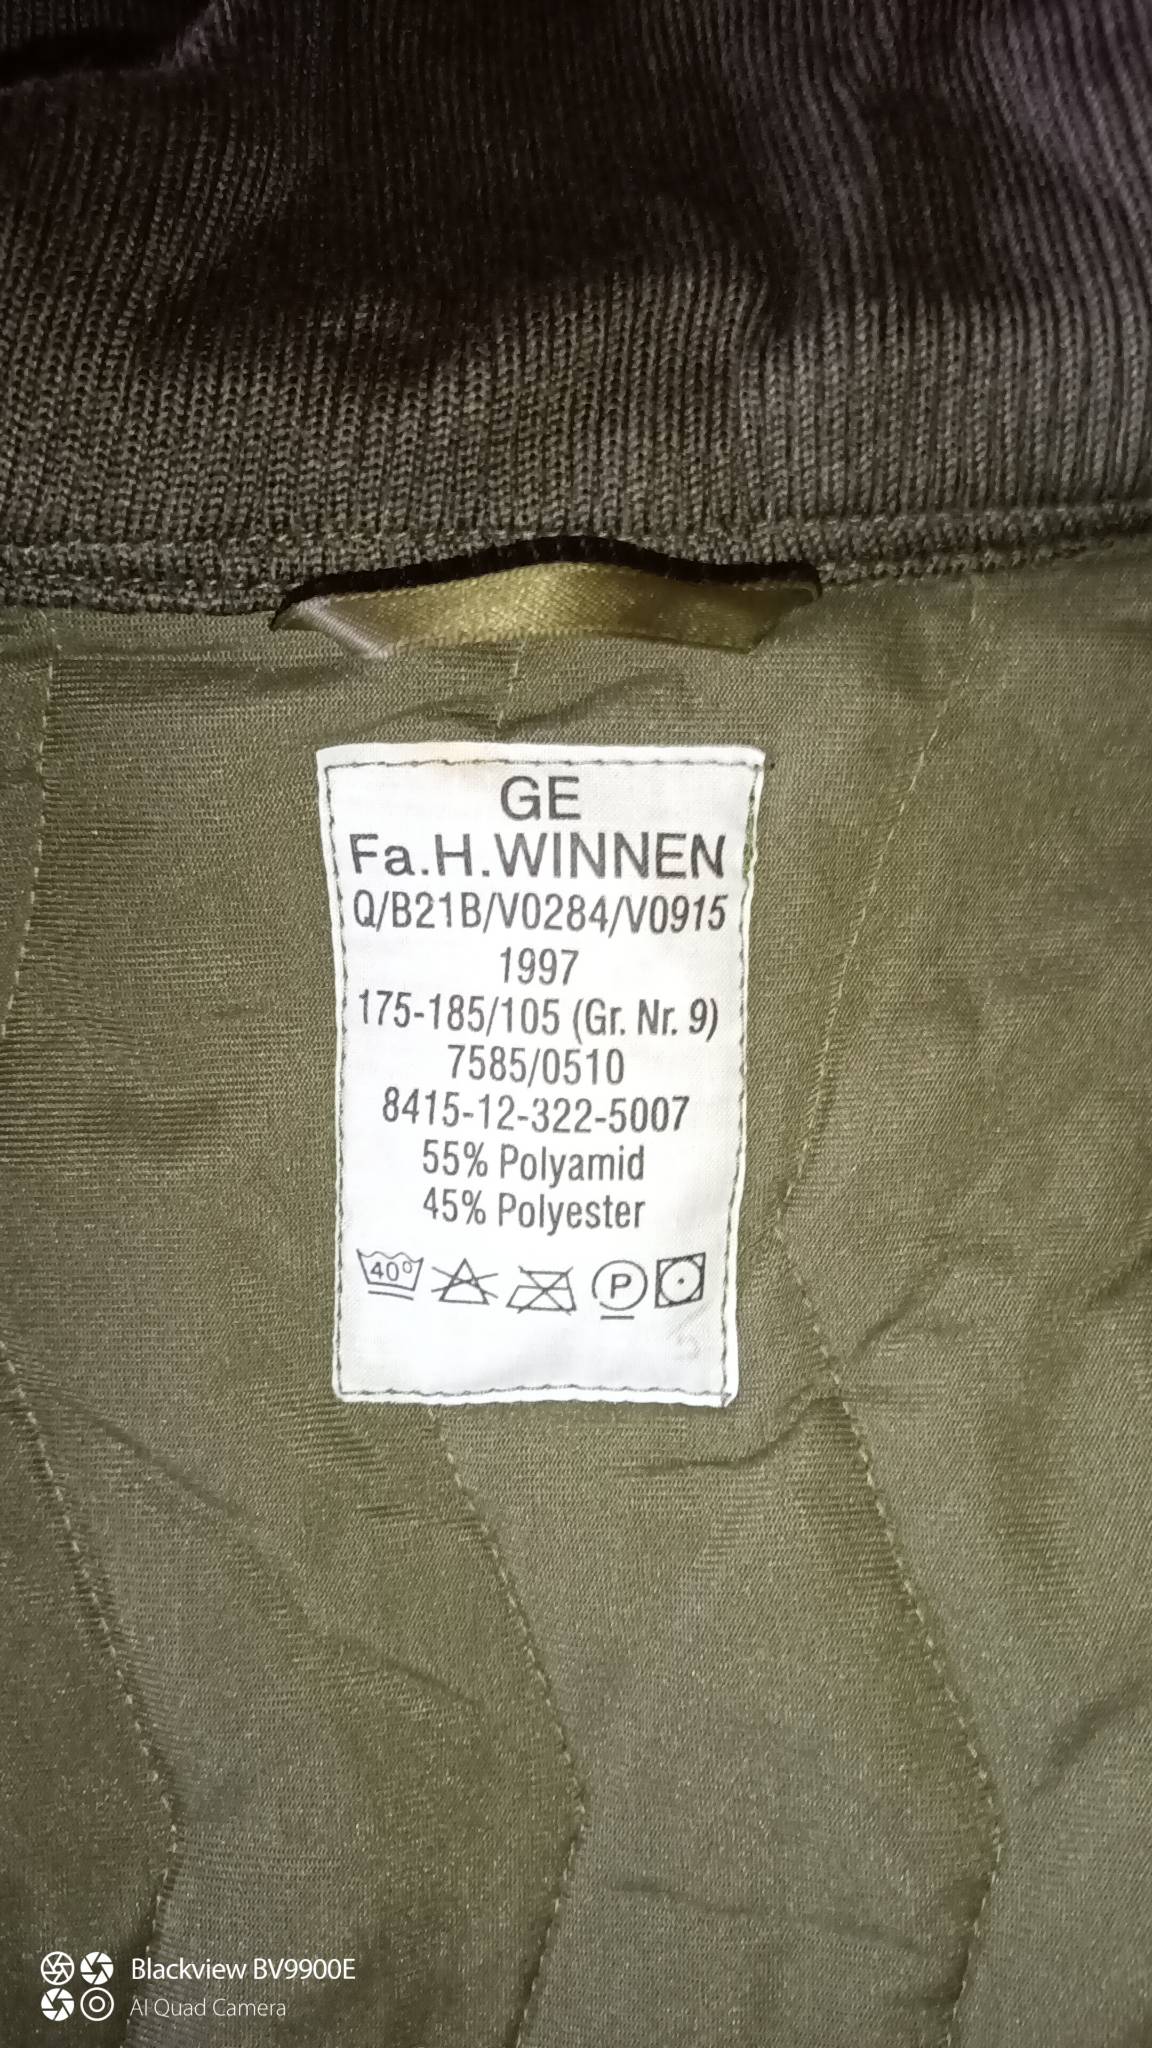 GE
Fa.H.WINNEN
Q/B21B/V0284/V0915
1997
175-185/105 (Gr. Nr. 9)
7585/0510
8415-12-322-5007
55% Polyamid
45% Polyester
40° P
Blackview BV9900E
AI Quad Camera